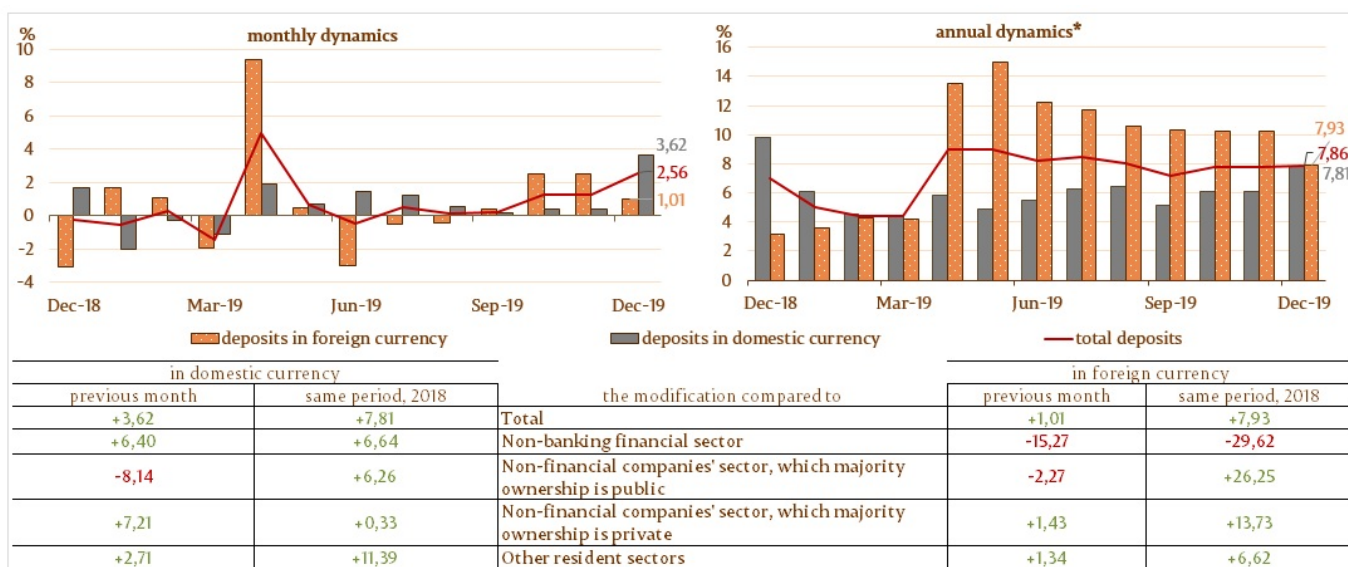 %
monthly dynamics
10
8
6
4
2
0
-2
-4
3,62
2,56
1,01
Dec-18 Mar-19 Jun-19 Sep-19 Dec-19
%
annual dynamics*
16
14
12
10
8
6
4
2
0
7,93
7,86
7,81
Dec-18 Mar-19 Jun-19 Sep-19 Dec-19
deposits in foreign currency deposits in domestic currency total deposits
in domestic currency the modification compared to in foreign currency
previous month same period, 2018 previous month same period, 2018
+3,62 +7,81 Total +1,01 +7,93
+6,40 +6,64 Non-banking financial sector -15,27 -29,62
-8,14 +6,26 Non-financial companies' sector, which majority
ownership is public -2,27 +26,25
+7,21 +0,33 Non-financial companies' sector, which majority
ownership is private +1,43 +13,73
+2,71 +11,39 Other resident sectors +1,34 +6,62